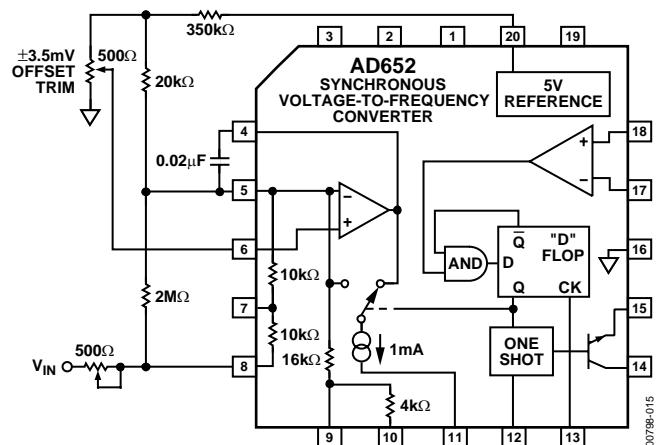 350kΩ
3
2
1
20
19
±3.5mV
OFFSET
TRIM
500Ω
20kΩ
AD652
SYNCHRONOUS
VOLTAGE-TO-FREQUENCY
CONVERTER
5V
REFERENCE
4
0.02µF
5
6
7
8
18
17
16
15
14
+
–
–
+
AND
Q
"D"
FLOP
D
Q
CK
10kΩ
10kΩ
16kΩ
2MΩ
1mA
ONE
SHOT
VIN
500Ω
4kΩ
9
10
11
12
13
00798-015